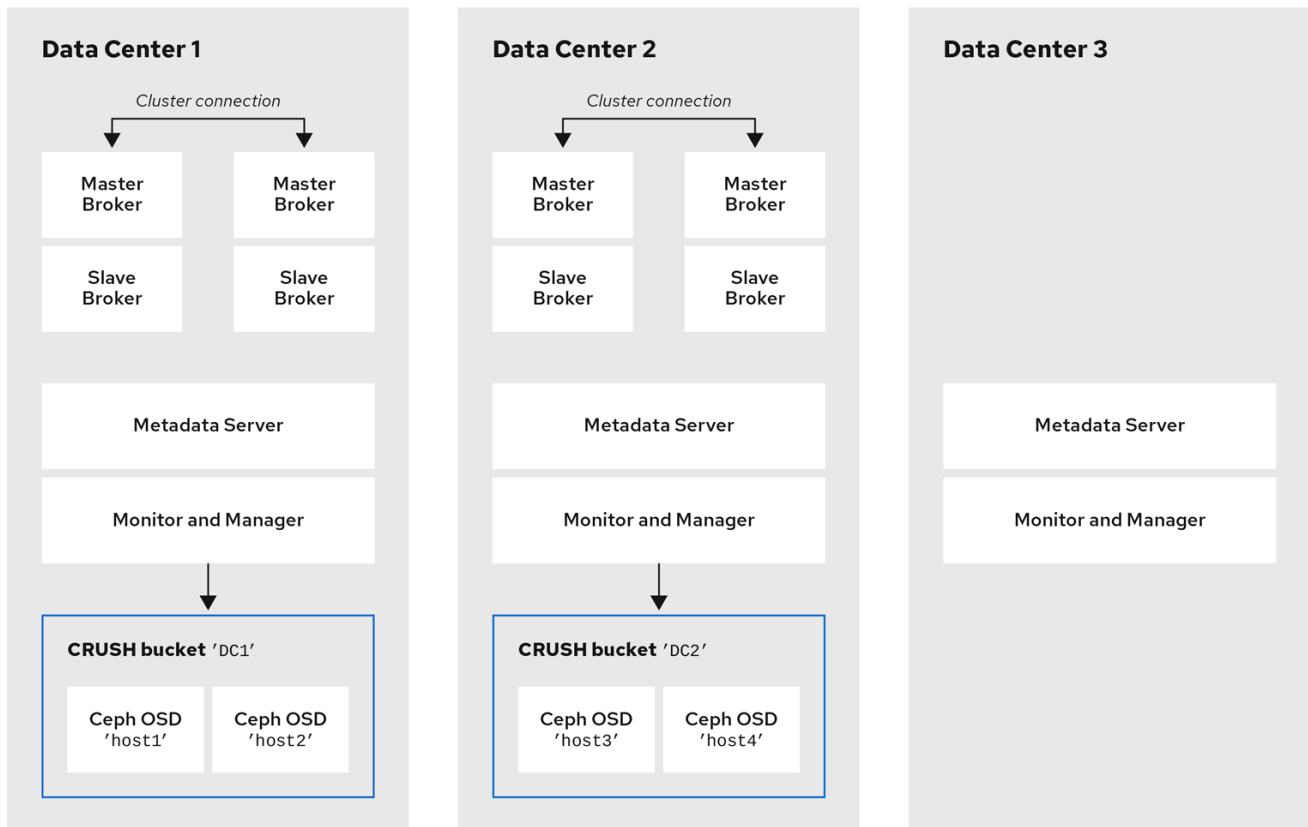 Data Center 1
Cluster connection
Master
Broker
Master
Broker
Slave
Broker
Slave
Broker
Metadata Server
Monitor and Manager
CRUSH bucket ’DC1’
Ceph OSD
’host1’
Ceph OSD
’host2’
Data Center 2
Cluster connection
Master
Broker
Master
Broker
Slave
Broker
Slave
Broker
Metadata Server
Monitor and Manager
CRUSH bucket ’DC2’
Ceph OSD
’host3’
Ceph OSD
’host4’
Data Center 3
Metadata Server
Monitor and Manager